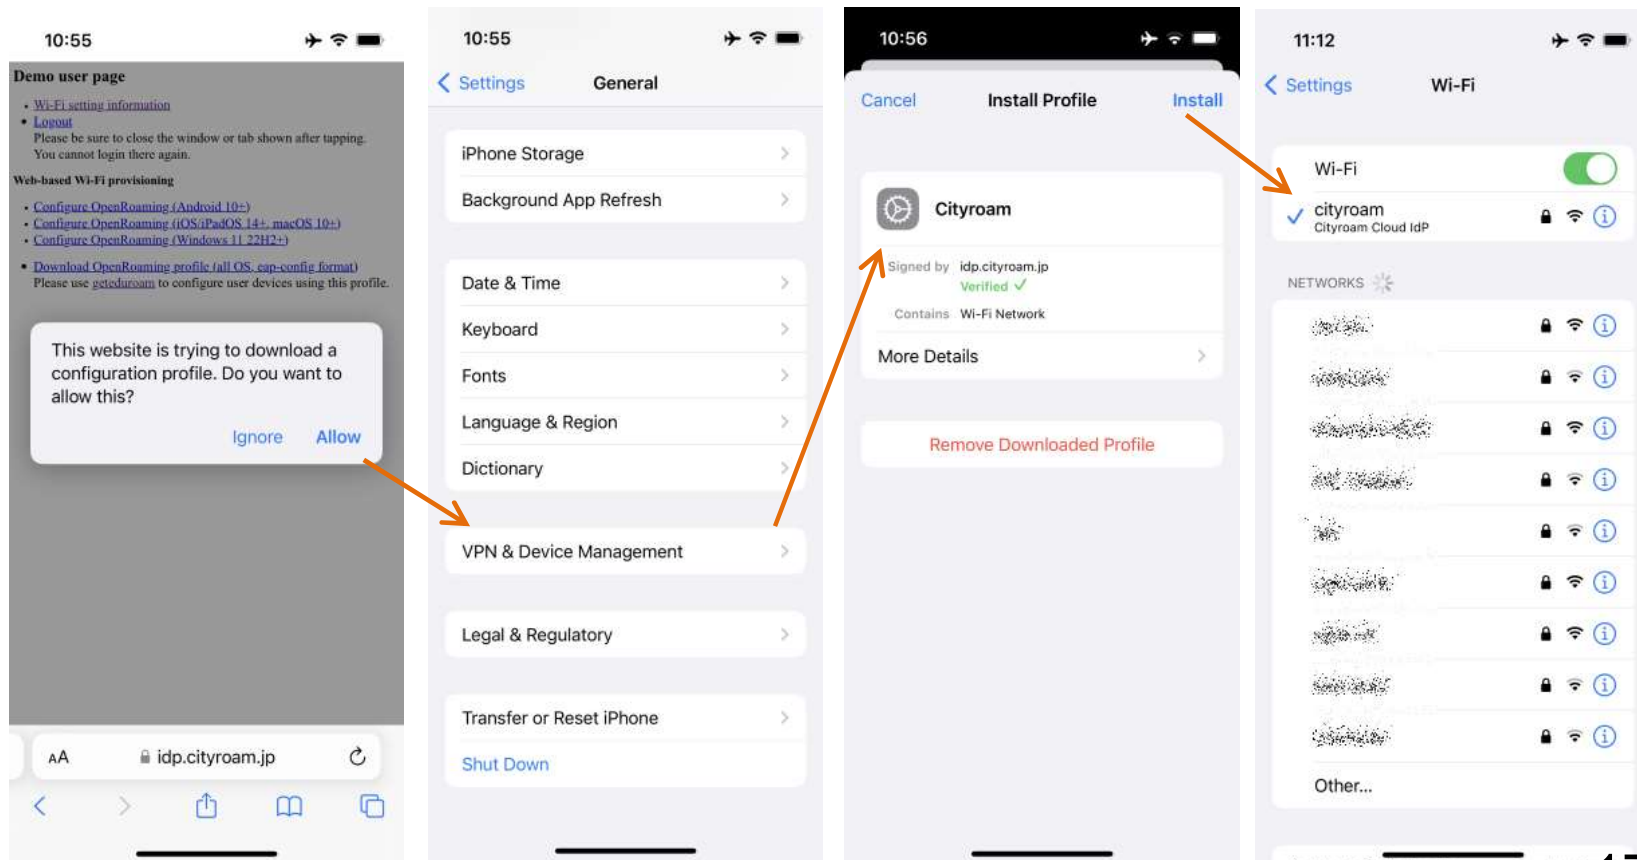 10:55
Demo user page
• Wi-Fi setting information
• Logout
Please be sure to close the window or tab shown after tapping.
You cannot login there again.
Web-based Wi-Fi provisioning
• Configure OpenRoaming (Android 10+)
• Configure OpenRoaming (iOS/iPadOS 14+, macOS 10+)
• Configure OpenRoaming (Windows 11 22H2+)
• Download OpenRoaming profile (all OS, eap-config format)
Please use geteduroam to configure user devices using this profile.
This website is trying to download a
configuration profile. Do you want to
allow this?
Ignore Allow
AA idp.cityroam.jp
10:55
Settings General
iPhone Storage
Background App Refresh
Date & Time
Keyboard
Fonts
Language & Region
Dictionary
VPN & Device Management
Legal & Regulatory
Transfer or Reset iPhone
Shut Down
10:56
Cancel Install Profile Install
Cityroam
Signed by idp.cityroam.jp
Verified ✓
Contains Wi-Fi Network
More Details
Remove Downloaded Profile
11:12
Settings Wi-Fi
Wi-Fi
cityroam
Cityroam Cloud IdP
NETWORKS
Other...